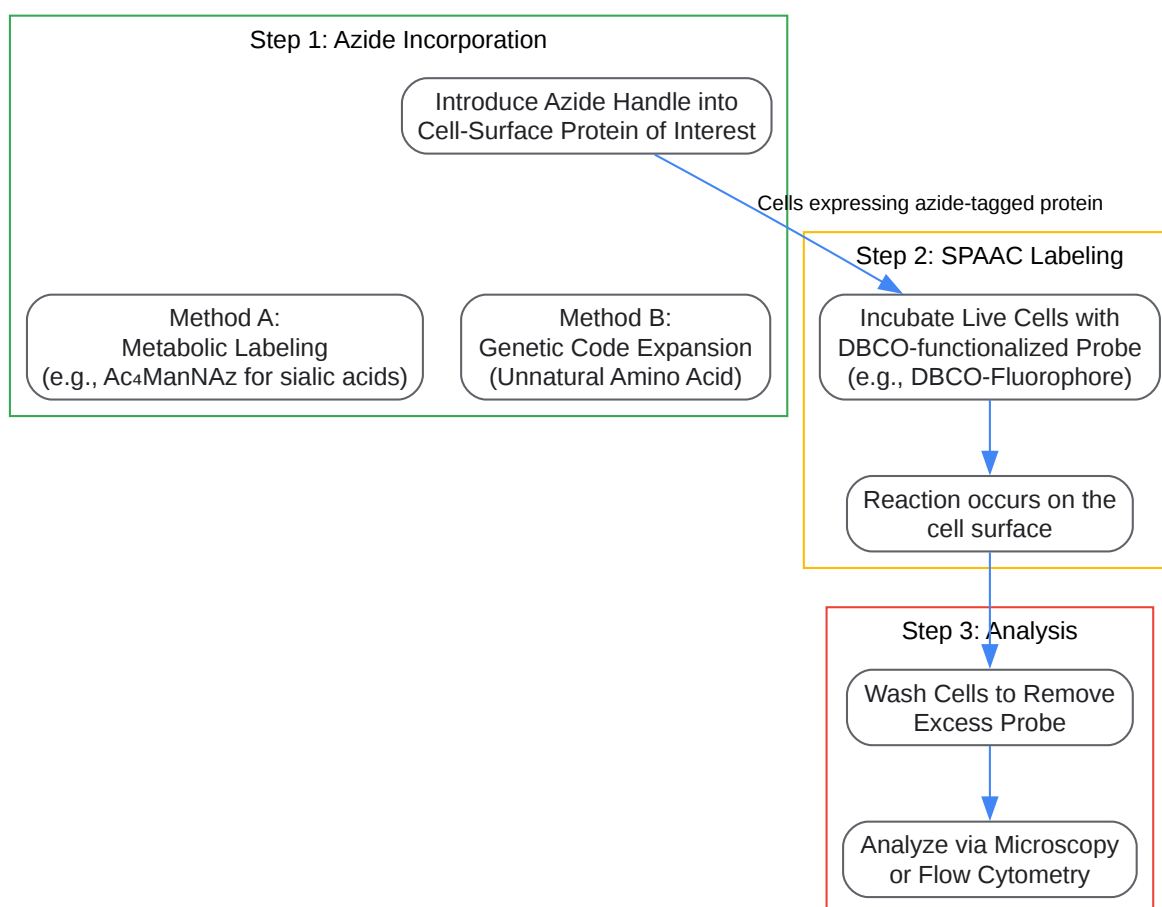 Step 1: Azide Incorporation
Introduce Azide Handle into
Cell-Surface Protein of Interest
Cells expressing azide-tagged protein
Method A:
Metabolic Labeling
(e.g., Ac₄ManNAz for sialic acids)
Method B:
Genetic Code Expansion
(Unnatural Amino Acid)
Step 2: SPAAC Labeling
Incubate Live Cells with
DBCO-functionalized Probe
(e.g., DBCO-Fluorophore)
Reaction occurs on the
cell surface
Step 3: Analysis
Wash Cells to Remove
Excess Probe
Analyze via Microscopy
or Flow Cytometry